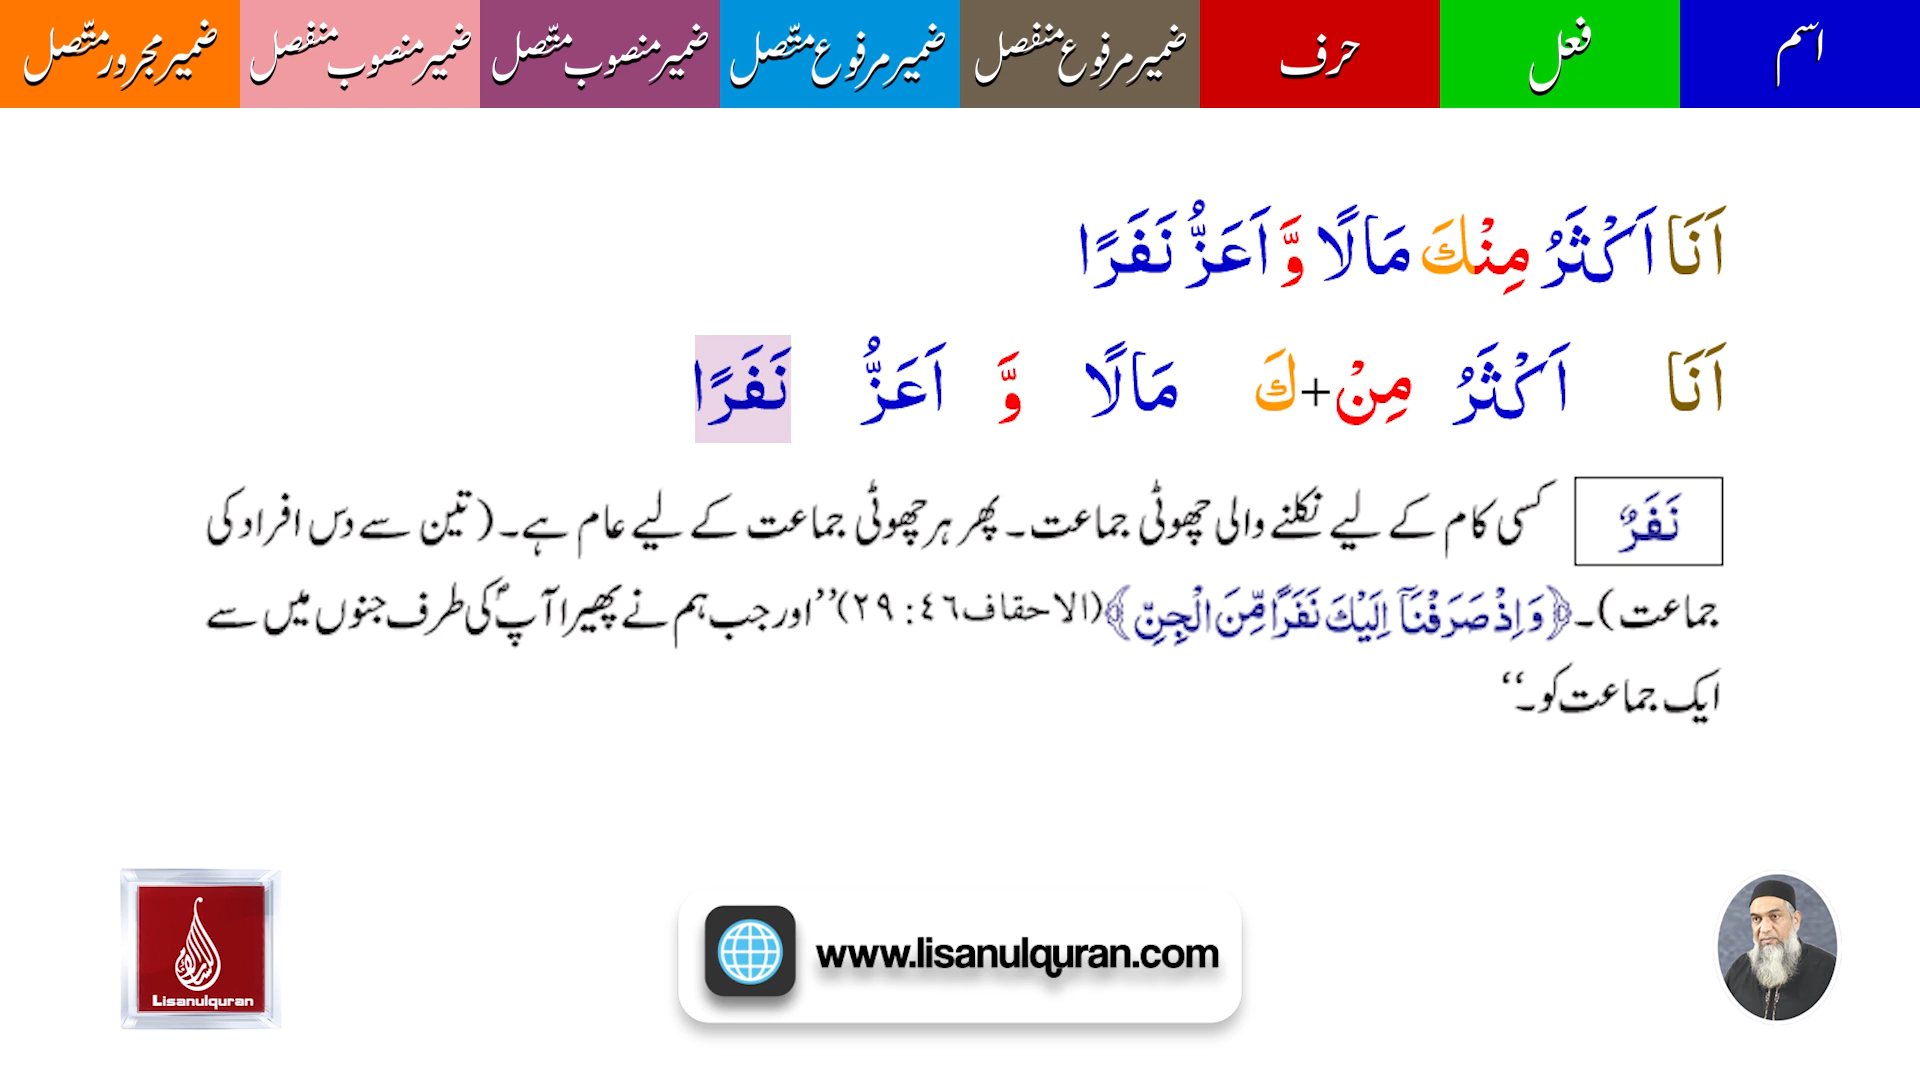 اسم فعل حرف ضمیر مرفوع منفصل ضمیر مرفوع متّصل ضمیر منصوب متّصل ضمیر منصوب منفصل ضمیر مجرور متّصل
اَنَا اَكْثَرُ مِنْكَ مَالًا وَّ اَعَزُّ نَفَرًا
اَنَا اَكْثَرُ مِنْ+كَ مَالًا وَّ اَعَزُّ نَفَرًا
نَفَرٌ کسی کام کے لیے نکلنے والی چھوٹی جماعت۔ پھر ہر چھوٹی جماعت کے لیے عام ہے۔ (تین سے دس افراد کی
جماعت)۔ ﴿وَاِذْ صَرَفْنَآ اِلَيْكَ نَفَرًا مِّنَ الْجِنِّ﴾ (الاحقاف٤٦: ٢٩) ’’اور جب ہم نے پھیرا آپؐ کی طرف جنوں میں سے
ایک جماعت کو۔‘‘
Lisanulquran
www.lisanulquran.com